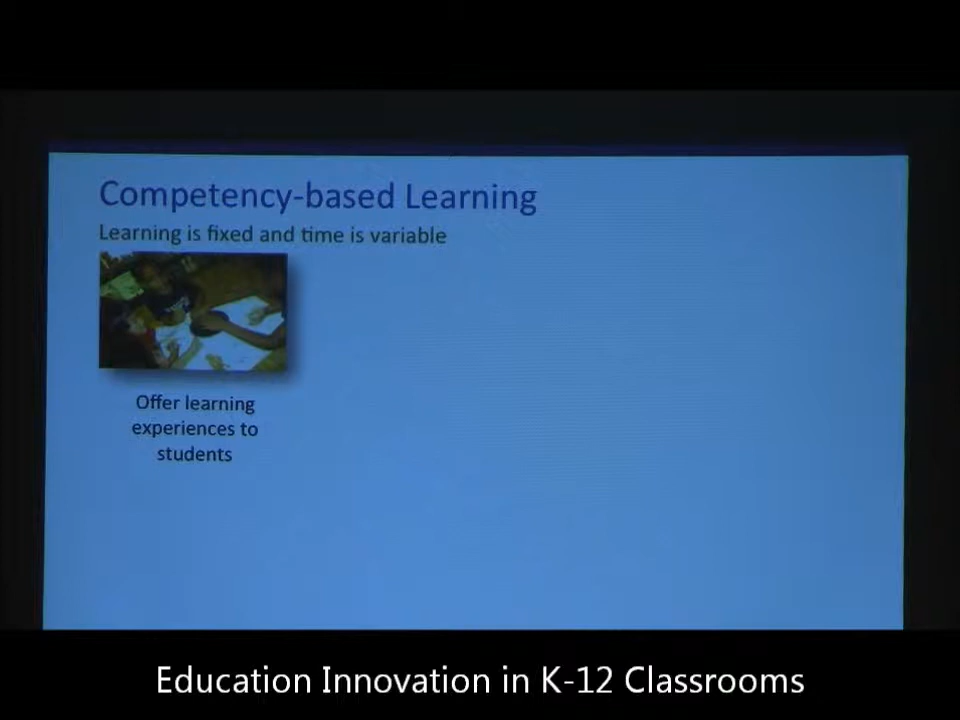 Competency-based Learning
Learning is fixed and time is variable
Offer learning
experiences to
students
Education Innovation in K-12 Classrooms